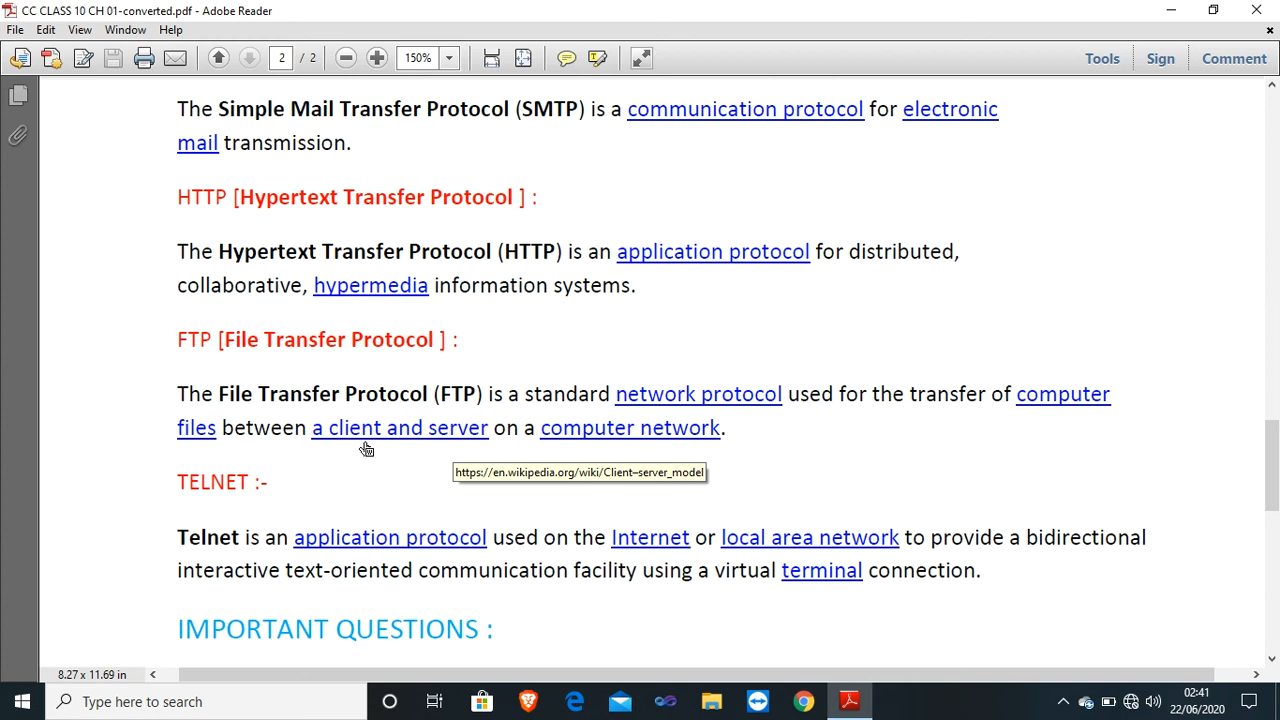 CC CLASS 10 CH 01-converted.pdf - Adobe Reader
File Edit View Window Help
2 / 2 150% Tools Sign Comment
The Simple Mail Transfer Protocol (SMTP) is a communication protocol for electronic
mail transmission.
HTTP [Hypertext Transfer Protocol ] :
The Hypertext Transfer Protocol (HTTP) is an application protocol for distributed,
collaborative, hypermedia information systems.
FTP [File Transfer Protocol ] :
The File Transfer Protocol (FTP) is a standard network protocol used for the transfer of computer
files between a client and server on a computer network.
https://en.wikipedia.org/wiki/Client–server_model
TELNET :-
Telnet is an application protocol used on the Internet or local area network to provide a bidirectional
interactive text-oriented communication facility using a virtual terminal connection.
IMPORTANT QUESTIONS :
8.27 x 11.69 in
Type here to search
02:41
22/06/2020